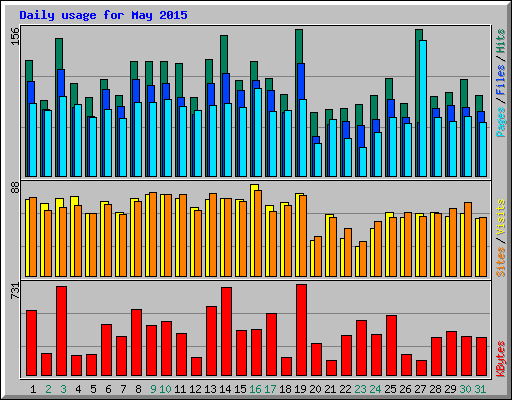 Daily usage for May 2015
156
Pages / Files / Hits
88
Sites / Visits
731
KBytes
1 2 3 4 5 6 7 8 9 10 11 12 13 14 15 16 17 18 19 20 21 22 23 24 25 26 27 28 29 30 31